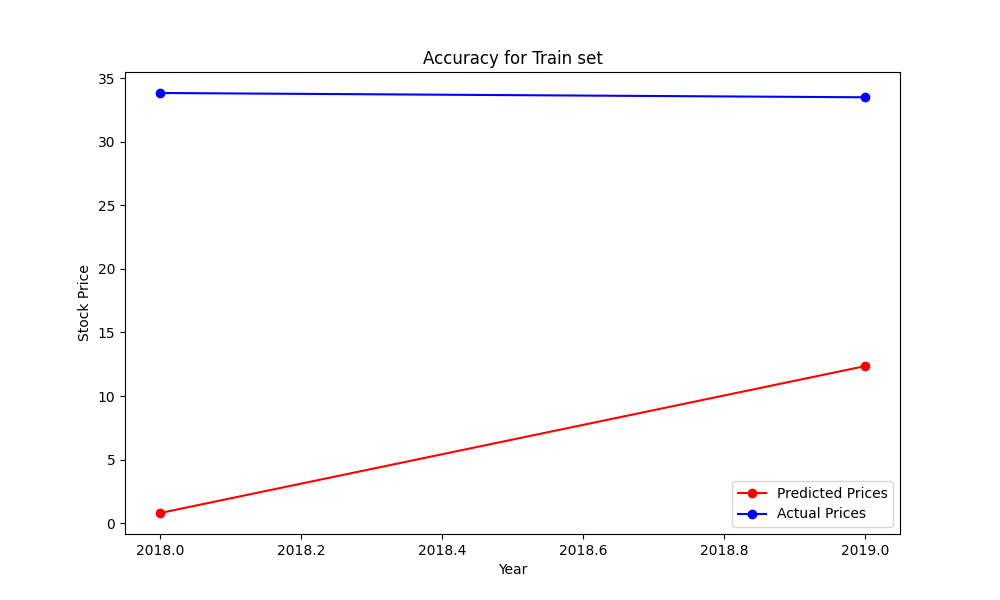 Accuracy for Train set
Stock Price
35
30
25
20
15
10
5
0
Predicted Prices
Actual Prices
2018.0 2018.2 2018.4 2018.6 2018.8 2019.0
Year